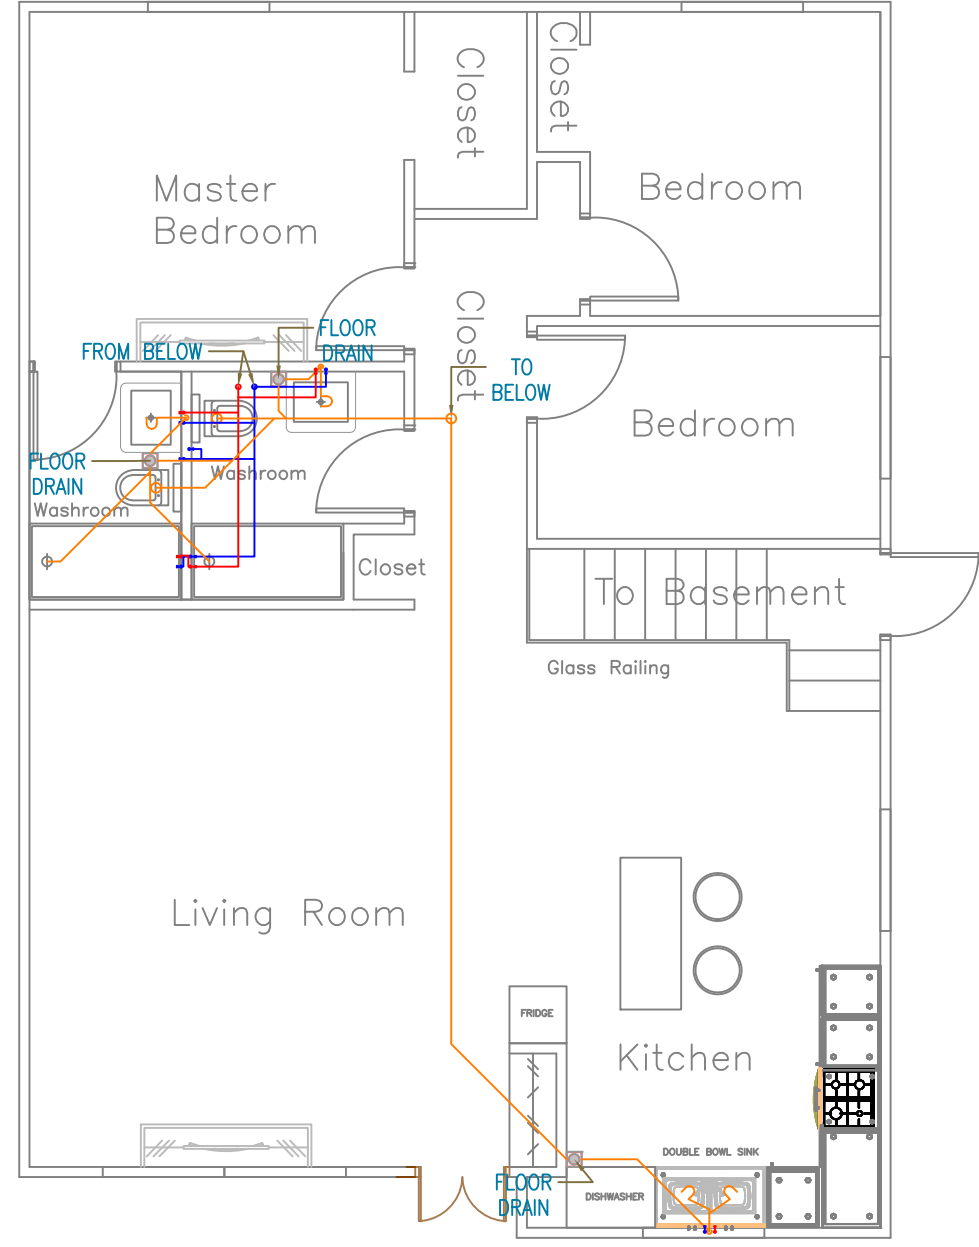 Closet
Closet
Master
Bedroom
Bedroom
Closet
FLOOR
DRAIN
FROM BELOW
TO
BELOW
Bedroom
FLOOR
DRAIN
Washroom
Washroom
Closet
To Basement
Glass Railing
Living Room
FRIDGE
Kitchen
DOUBLE BOWL SINK
FLOOR
DRAIN
DISHWASHER